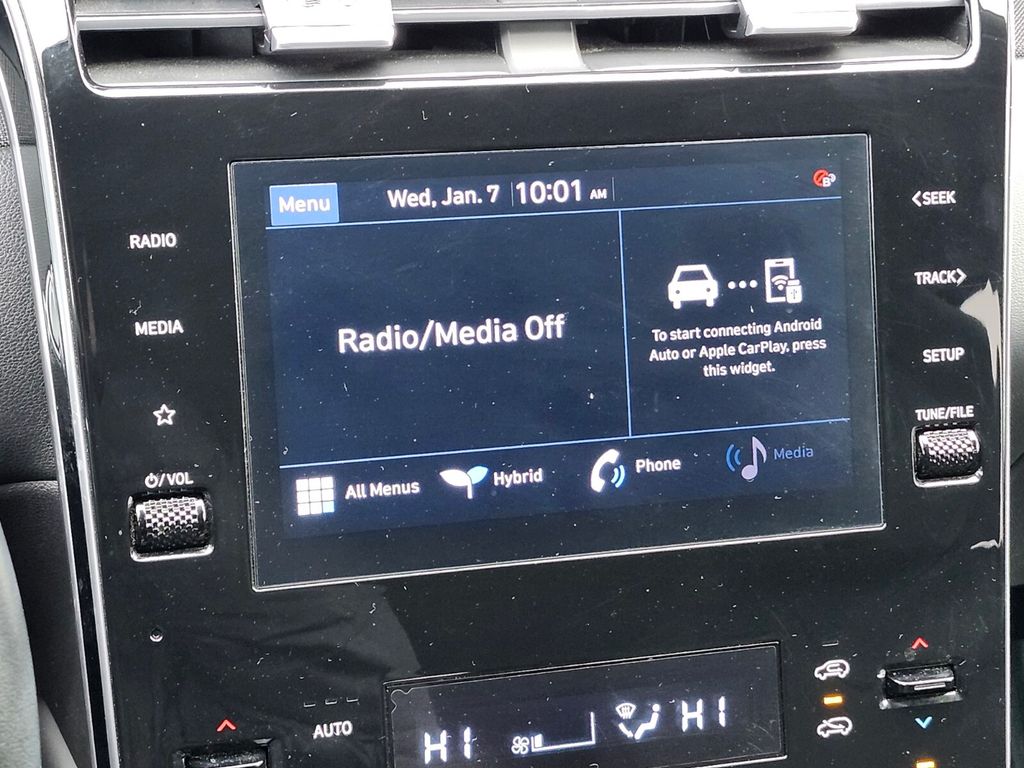 Menu
Wed, Jan. 7
10:01 AM
B
<SEEK
RADIO
TRACK>
MEDIA
Radio/Media Off
To start connecting Android
Auto or Apple CarPlay, press
this widget.
SETUP
TUNE/FILE
/VOL
All Menus
Hybrid
Phone
Media
AUTO
HI
HI